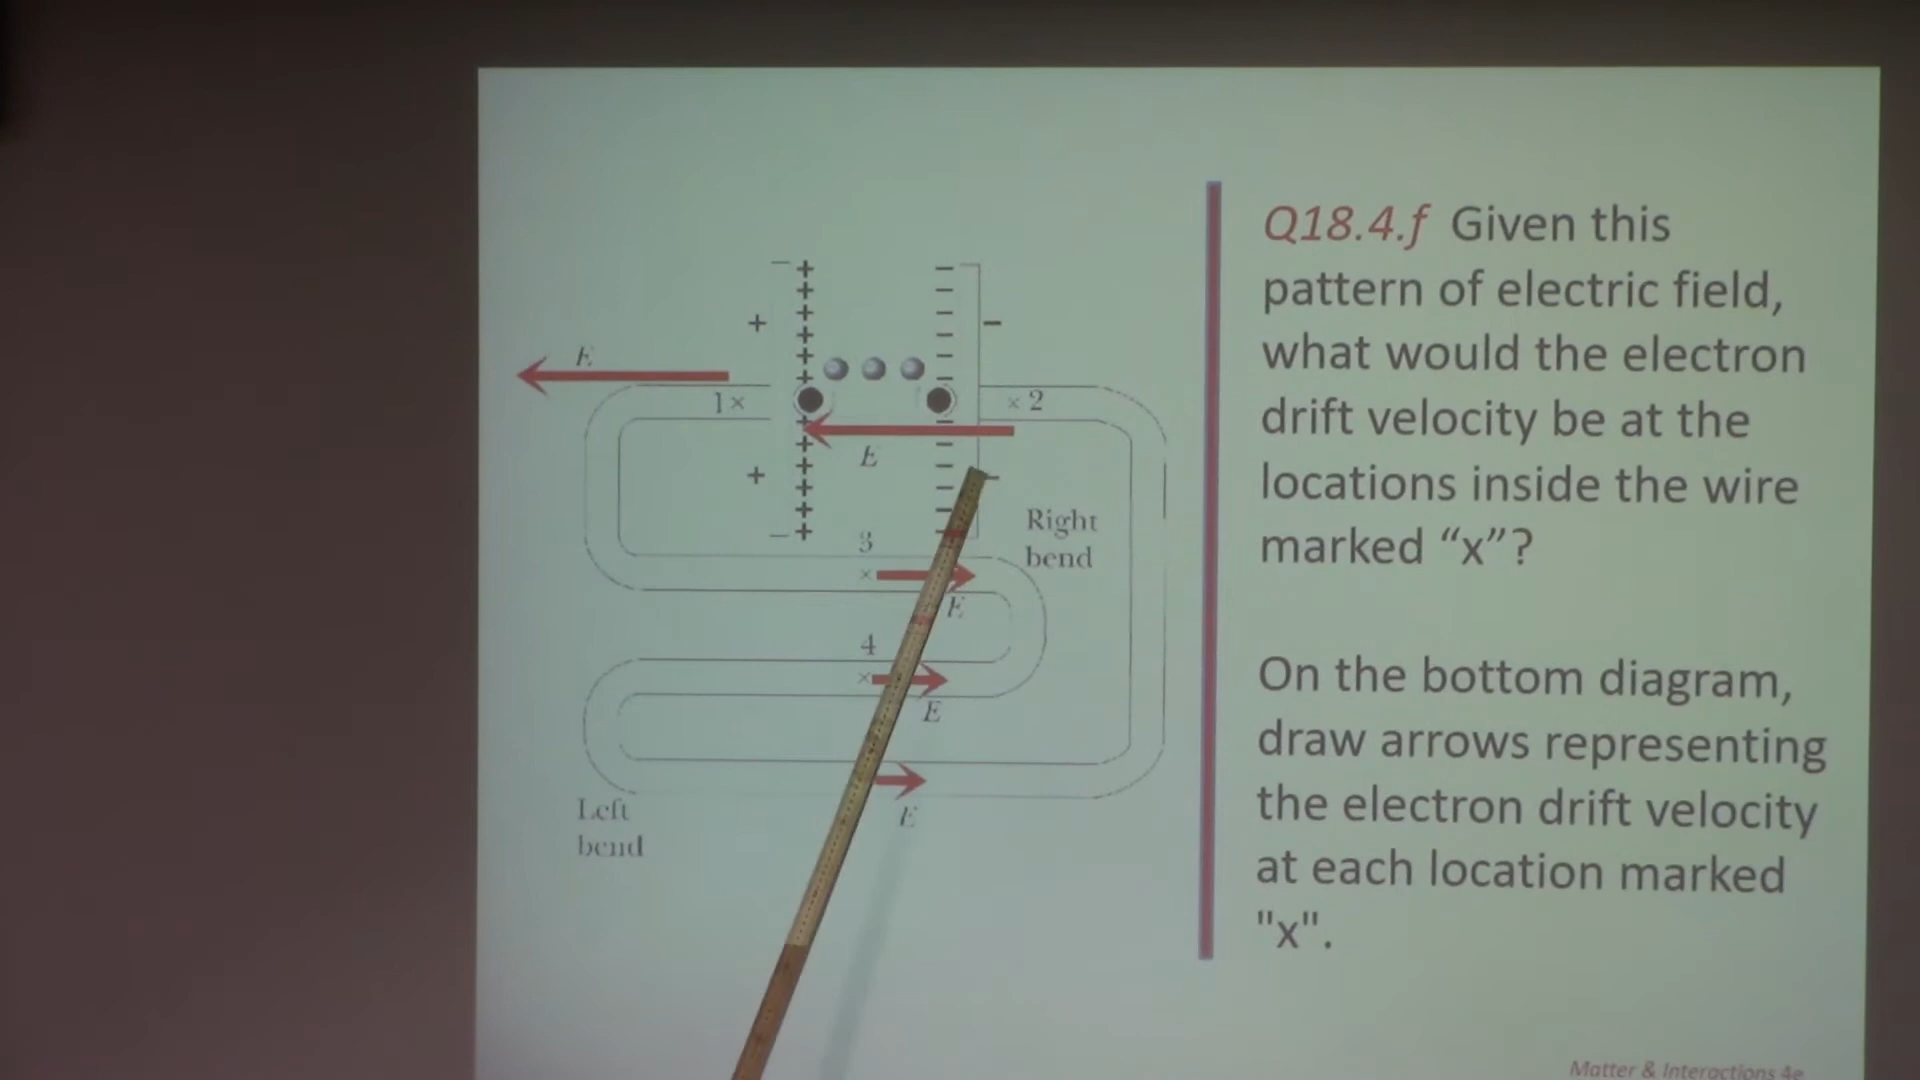 E
1×
× 2
E
3
×
E
4
×
E
E
Right
bend
Left
bend
Q18.4.f Given this
pattern of electric field,
what would the electron
drift velocity be at the
locations inside the wire
marked “x”?
On the bottom diagram,
draw arrows representing
the electron drift velocity
at each location marked
"x".
Matter & Interactions 4e